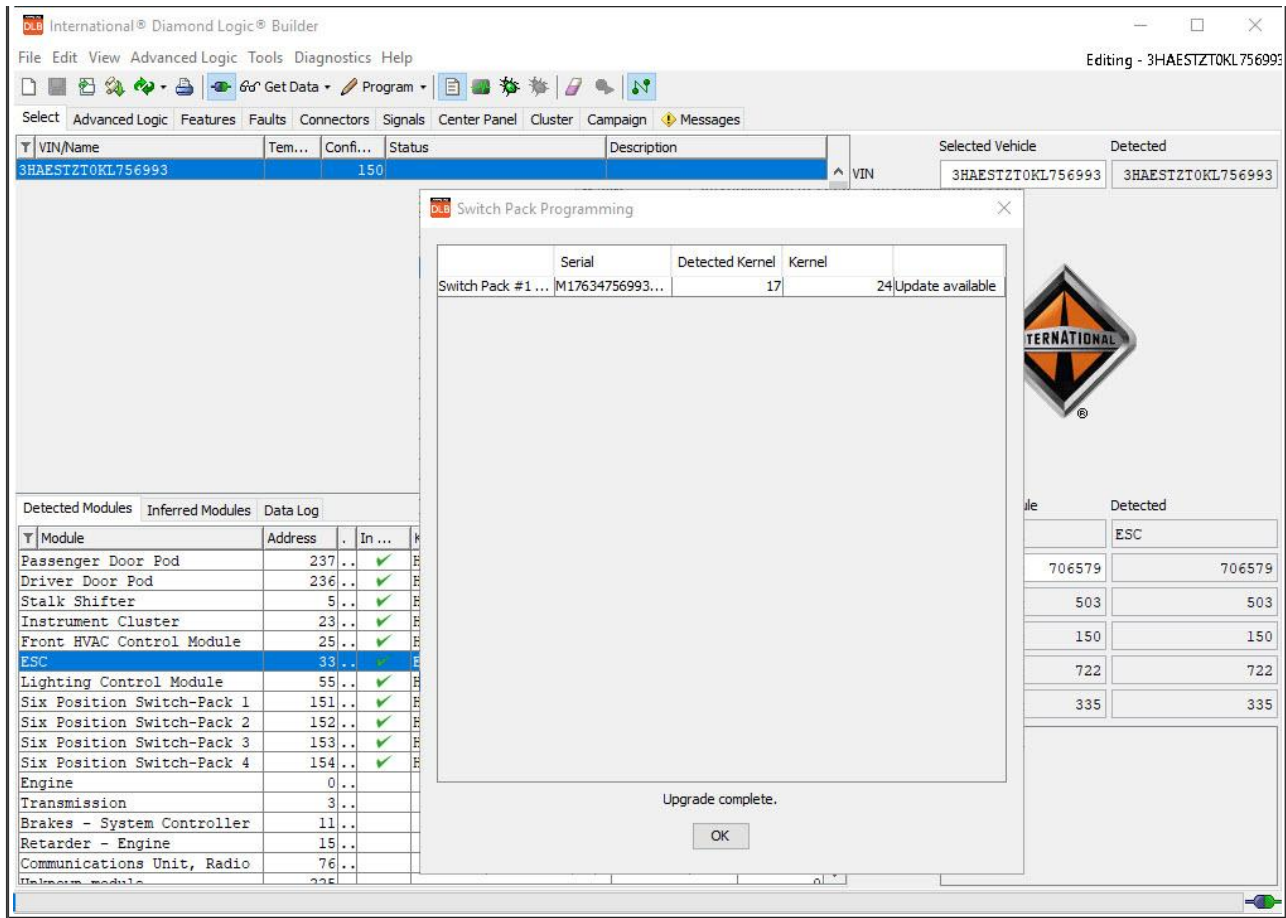 DLB International® Diamond Logic® Builder
File Edit View Advanced Logic Tools Diagnostics Help
Editing - 3HAESTZT0KL756993
Get Data Program
Select Advanced Logic Features Faults Connectors Signals Center Panel Cluster Campaign Messages
VIN/Name Tem... Confi... Status Description
3HAESTZT0KL756993 150
Selected Vehicle Detected
VIN 3HAESTZT0KL756993 3HAESTZT0KL756993
DLB Switch Pack Programming
Serial Detected Kernel Kernel
Switch Pack #1 ... M17634756993... 17 24 Update available
TERNATIONAL ®
Upgrade complete.
OK
Detected Modules Inferred Modules Data Log
Module Address . In ...
Passenger Door Pod 237 ..
Driver Door Pod 236 ..
Stalk Shifter 5 ..
Instrument Cluster 23 ..
Front HVAC Control Module 25 ..
ESC 33 ..
Lighting Control Module 55 ..
Six Position Switch-Pack 1 151 ..
Six Position Switch-Pack 2 152 ..
Six Position Switch-Pack 3 153 ..
Six Position Switch-Pack 4 154 ..
Engine 0 ..
Transmission 3 ..
Brakes - System Controller 11 ..
Retarder - Engine 15 ..
Communications Unit, Radio 76 ..
Detected
ESC
706579 706579
503 503
150 150
722 722
335 335